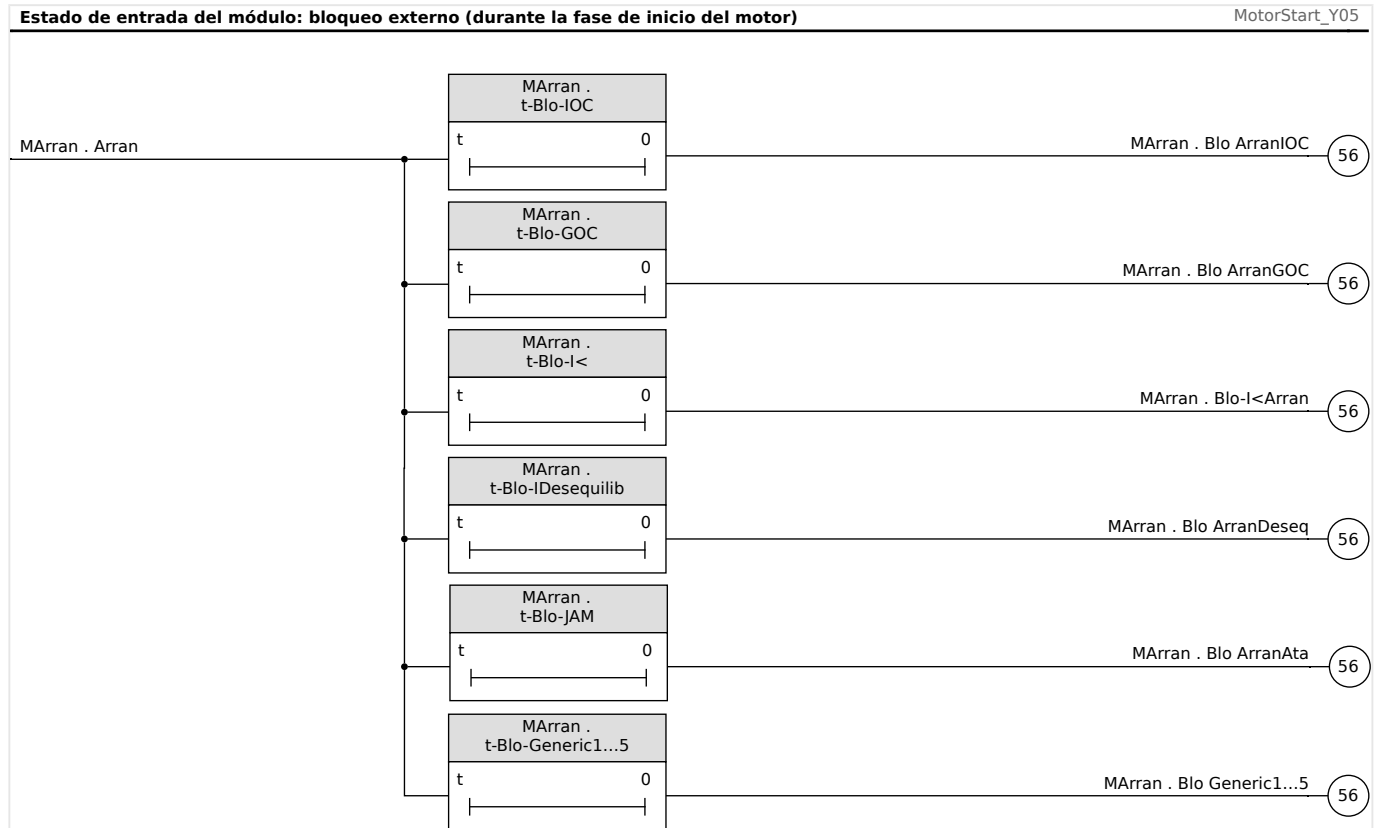 Estado de entrada del módulo: bloqueo externo (durante la fase de inicio del motor)
MotorStart_Y05
MArran . Arran
MArran .
t-Blo-IOC
t
0
MArran . Blo ArranIOC
56
MArran .
t-Blo-GOC
t
0
MArran . Blo ArranGOC
56
MArran .
t-Blo-I<
t
0
MArran . Blo-I<Arran
56
MArran .
t-Blo-IDesequilib
t
0
MArran . Blo ArranDeseq
56
MArran .
t-Blo-JAM
t
0
MArran . Blo ArranAta
56
MArran .
t-Blo-Generic1...5
t
0
MArran . Blo Generic1...5
56